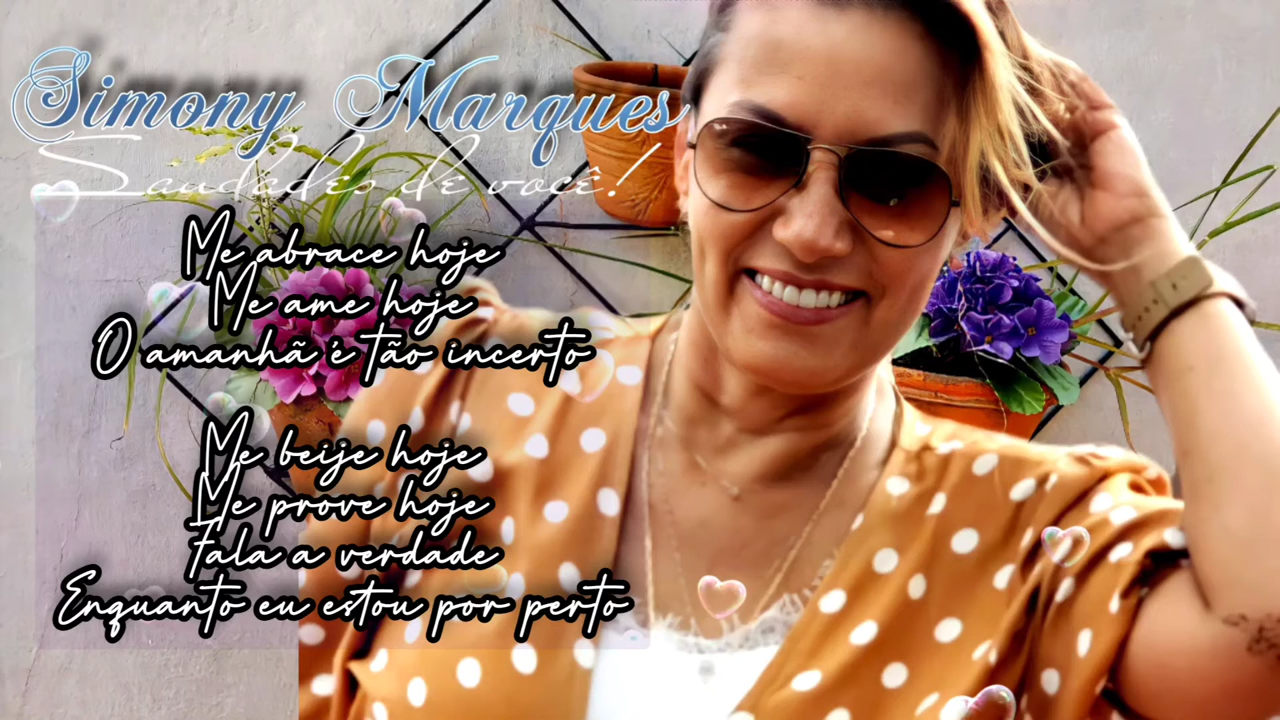 Simony Marques
Saudades de você!
Me abrace hoje
Me ame hoje
O amanhã é tão incerto
Me beije hoje
Me prove hoje
Fala a verdade
Enquanto eu estou por perto